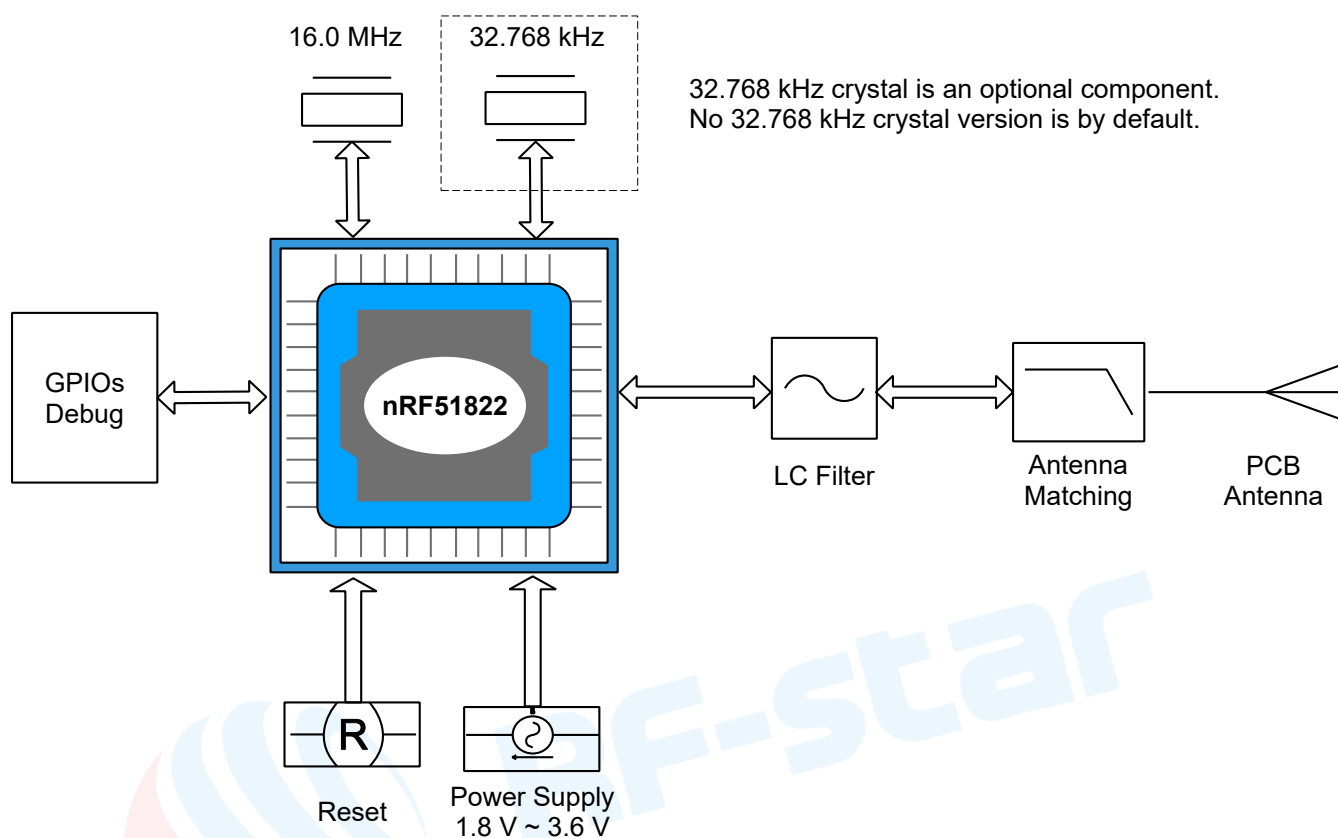 16.0 MHz
32.768 kHz
32.768 kHz crystal is an optional component.
No 32.768 kHz crystal version is by default.
GPIOs
Debug
nRF51822
LC Filter
Antenna
Matching
PCB
Antenna
R
Reset
Power Supply
1.8 V ~ 3.6 V
RF-star